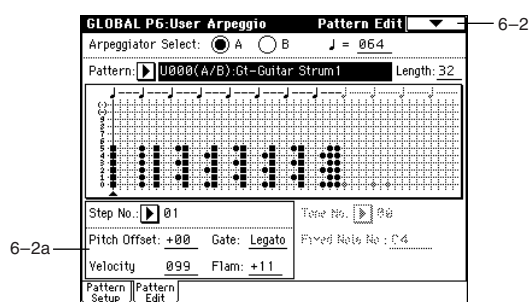 GLOBAL P6:User Arpeggio Pattern Edit
6–2
Arpeggiator Select: A B ♩ = 064
Pattern: U000(A/B):Gt-Guitar Strum1 Length: 32
Step No.: 01 Tone No. 00
6–2a
Pitch Offset: +00 Gate: Legato Fixed Note No.: C4
Velocity 099 Flam: +11
Pattern Setup Pattern Edit